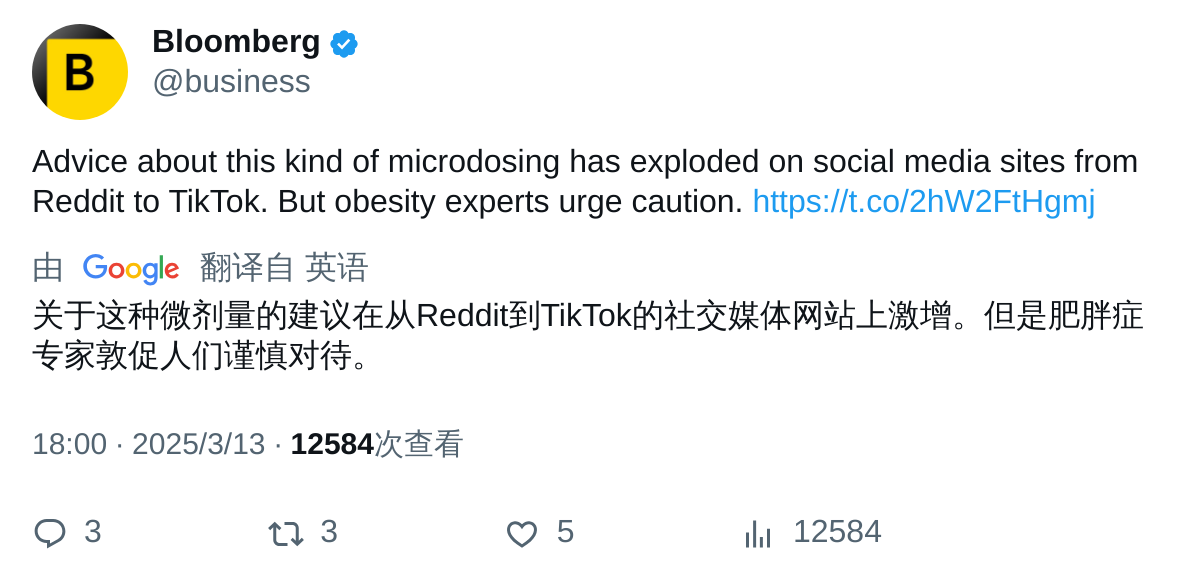 B
Bloomberg
@business
Advice about this kind of microdosing has exploded on social media sites from
Reddit to TikTok. But obesity experts urge caution. https://t.co/2hW2FtHgmj
由 Google 翻译自 英语
关于这种微剂量的建议在从Reddit到TikTok的社交媒体网站上激增。但是肥胖症
专家敦促人们谨慎对待。
18:00 · 2025/3/13 · 12584次查看
3 3 5 12584